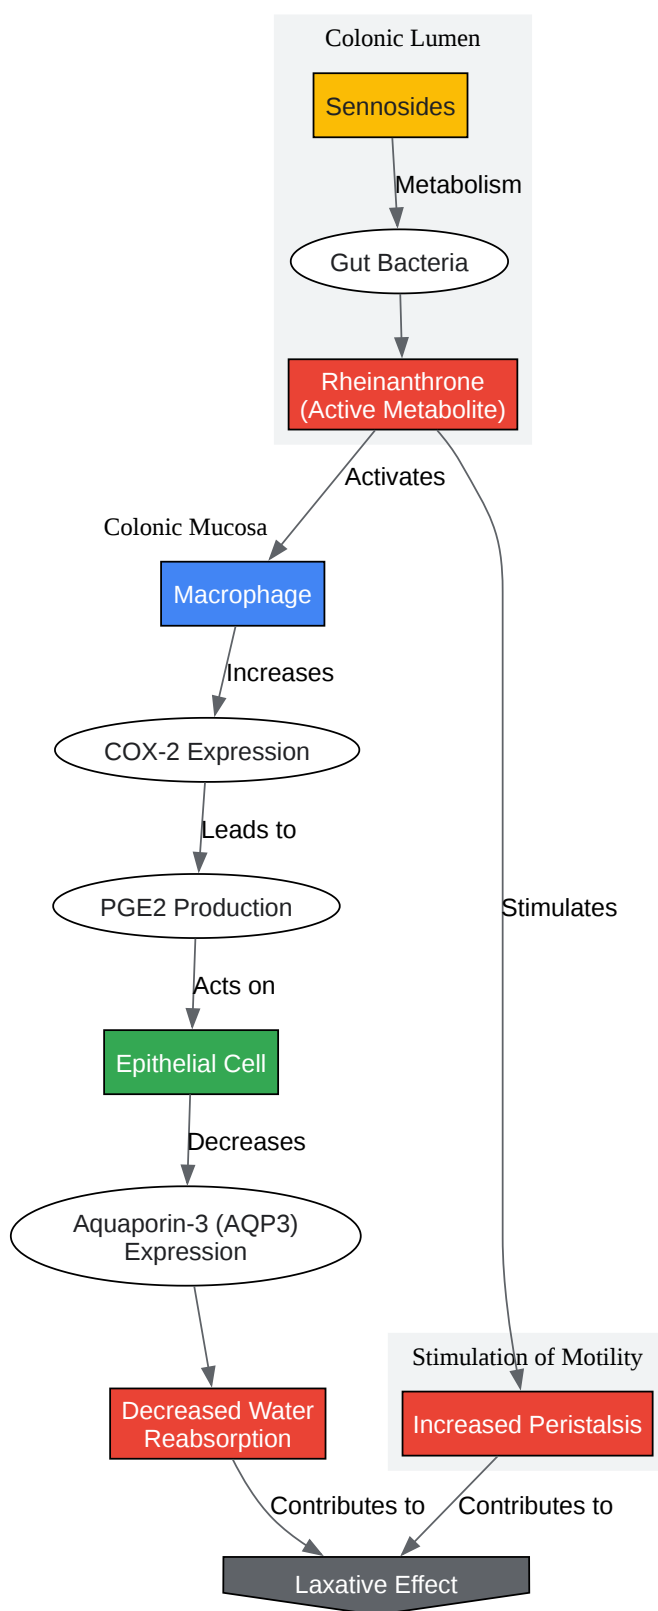 Colonic Lumen
Sennosides
Metabolism
Gut Bacteria
Rheinanthrone
(Active Metabolite)
Activates
Colonic Mucosa
Macrophage
Increases
COX-2 Expression
Leads to
PGE2 Production
Stimulates
Acts on
Epithelial Cell
Decreases
Aquaporin-3 (AQP3)
Expression
Stimulation of Motility
Decreased Water
Reabsorption
Increased Peristalsis
Contributes to
Contributes to
Laxative Effect